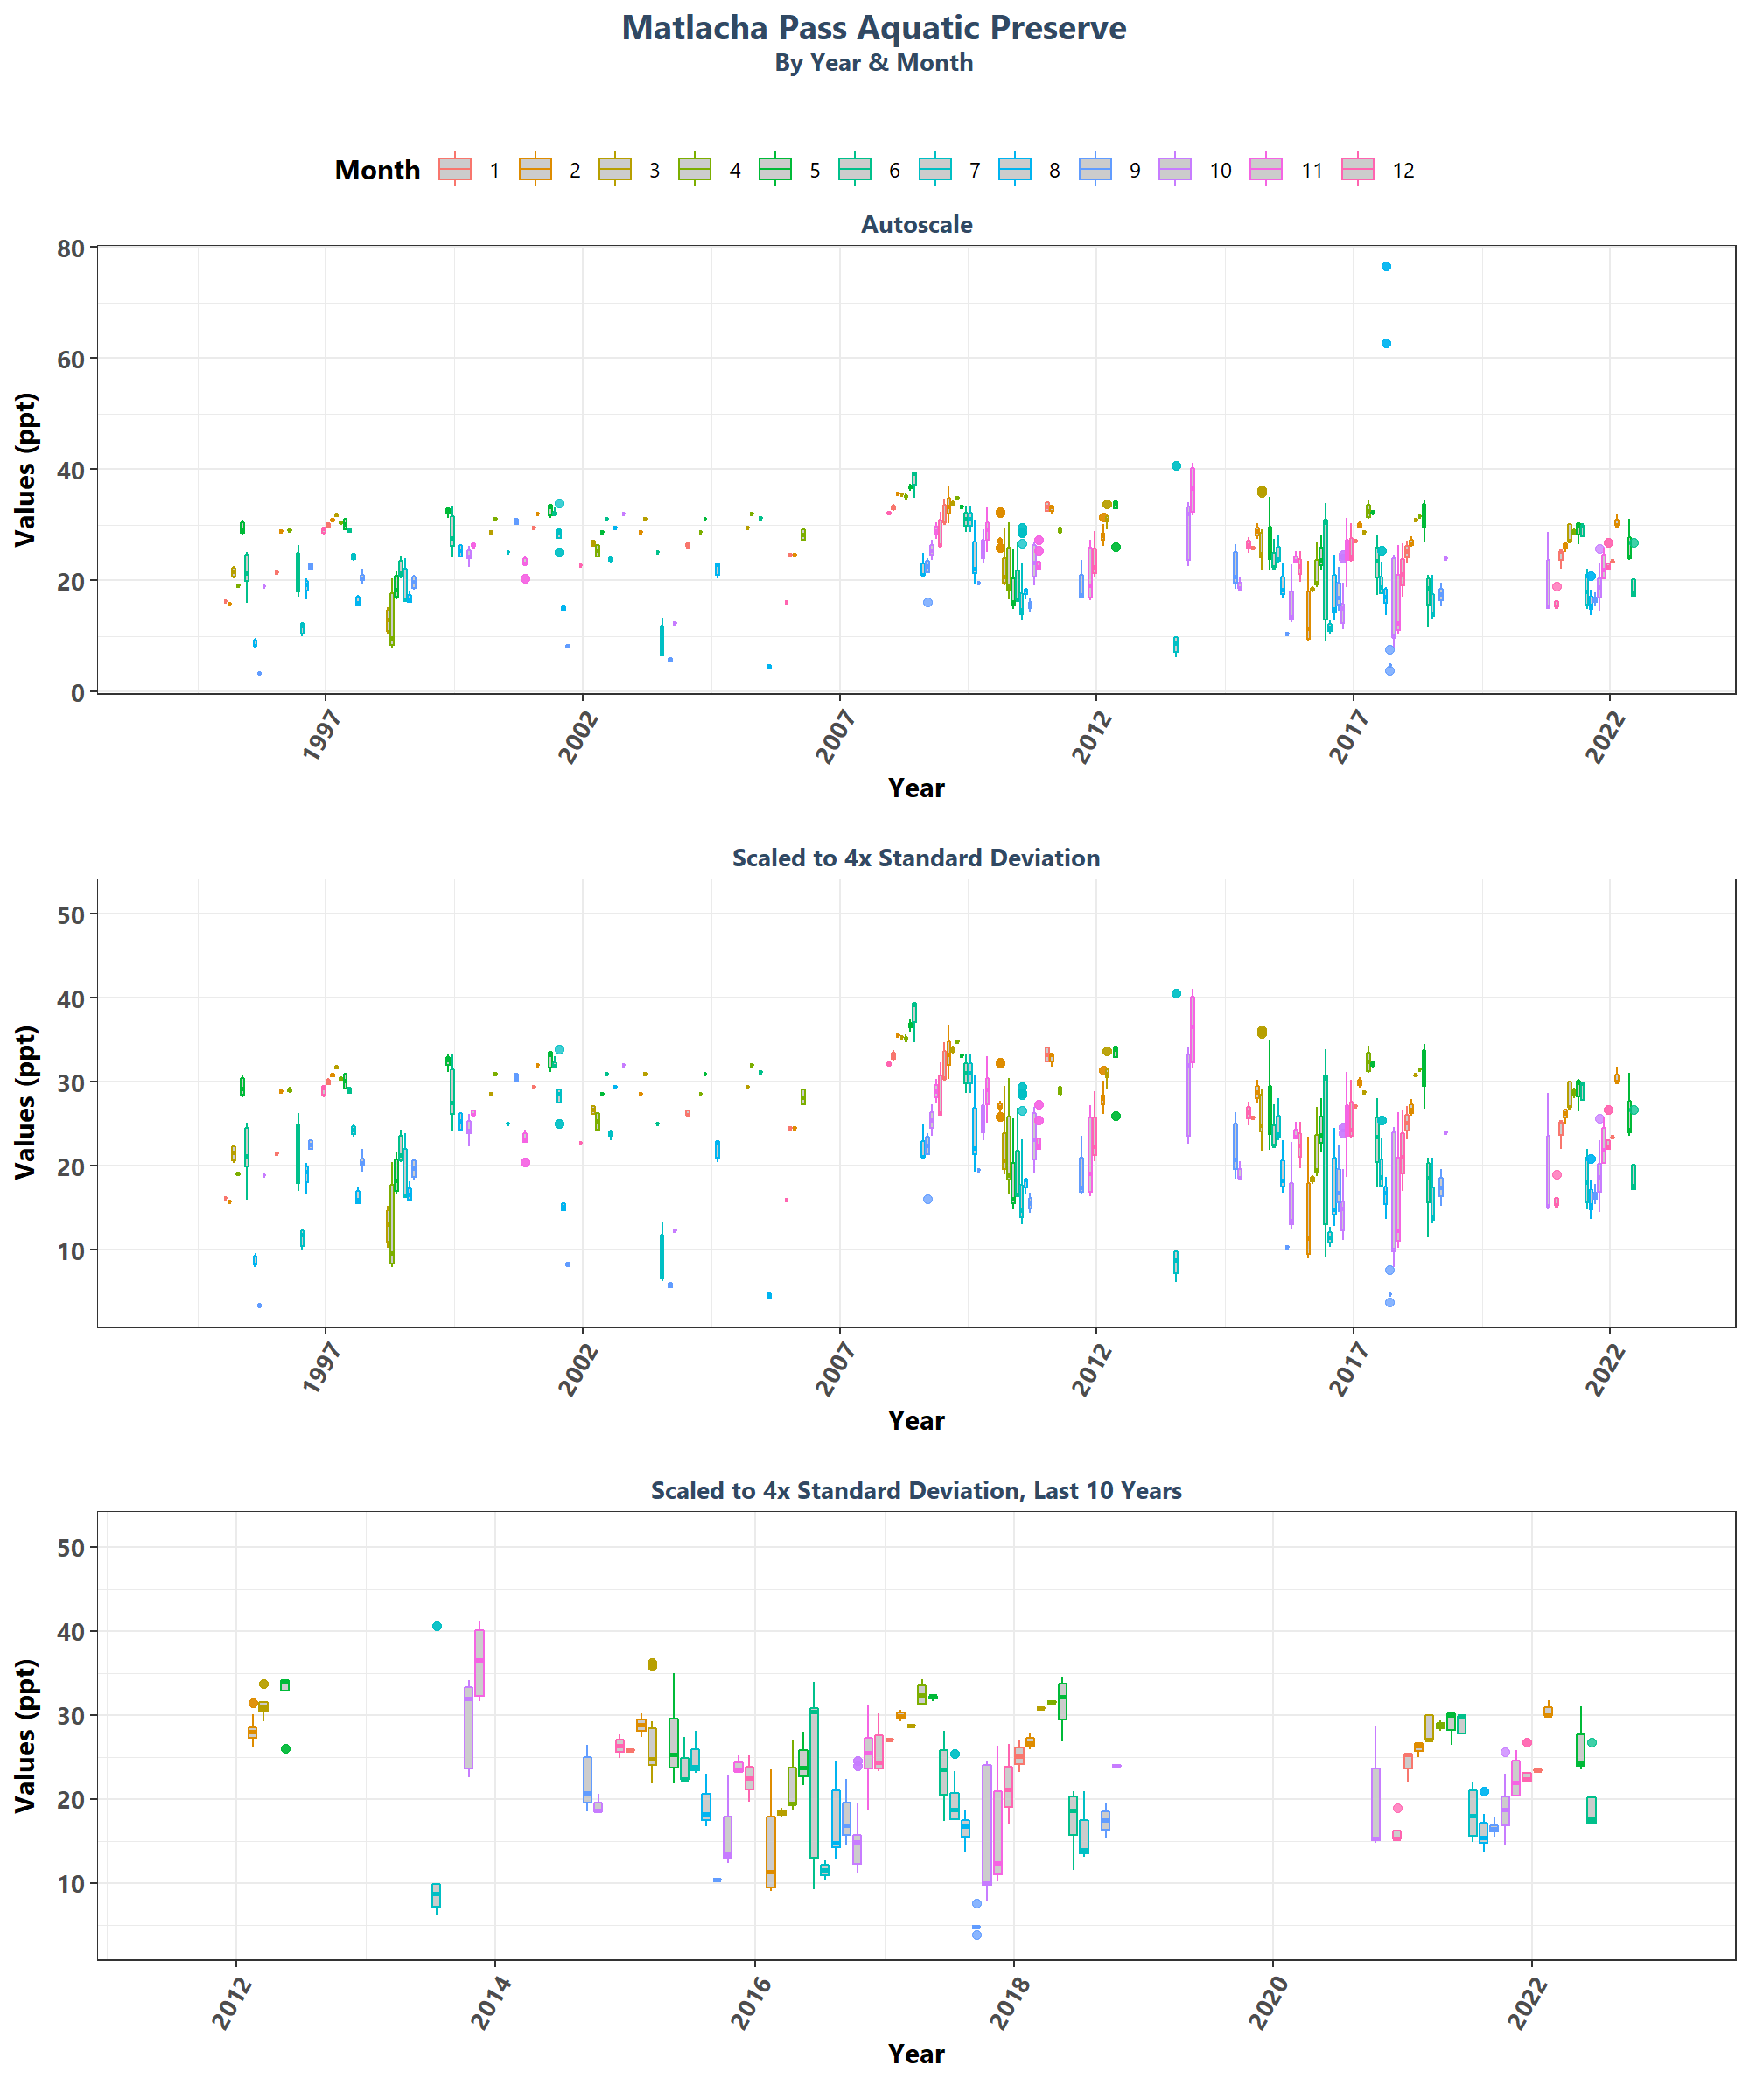 Matlacha Pass Aquatic Preserve
By Year & Month
Month 1 2 3 4 5 6 7 8 9 10 11 12
Autoscale
Values (ppt)
80
60
40
20
0
1997 2002 2007 2012 2017 2022
Year
Scaled to 4x Standard Deviation
Values (ppt)
50
40
30
20
10
1997 2002 2007 2012 2017 2022
Year
Scaled to 4x Standard Deviation, Last 10 Years
Values (ppt)
50
40
30
20
10
2012 2014 2016 2018 2020 2022
Year